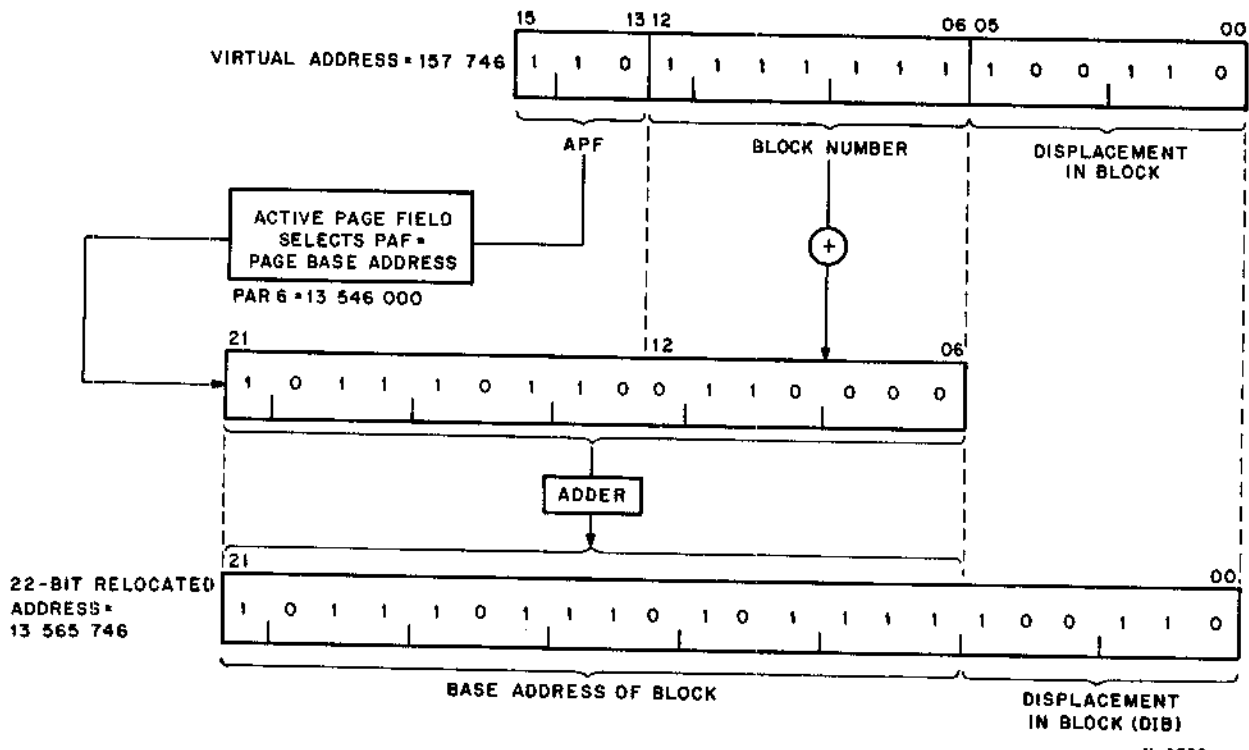 15 13 12 06 05 00
VIRTUAL ADDRESS = 157 746 1 1 0 1 1 1 1 1 1 1 1 0 0 1 1 0
APF
BLOCK NUMBER
DISPLACEMENT
IN BLOCK
ACTIVE PAGE FIELD
SELECTS PAF =
PAGE BASE ADDRESS
PAR 6 = 13 546 000
21 12 06
1 0 1 1 1 0 1 1 0 0 1 1 0 0 0 0
+
ADDER
21 00
22-BIT RELOCATED
ADDRESS =
13 565 746
1 0 1 1 1 0 1 1 1 0 1 0 1 1 1 1 1 0 0 1 1 0
BASE ADDRESS OF BLOCK
DISPLACEMENT
IN BLOCK (DIB)